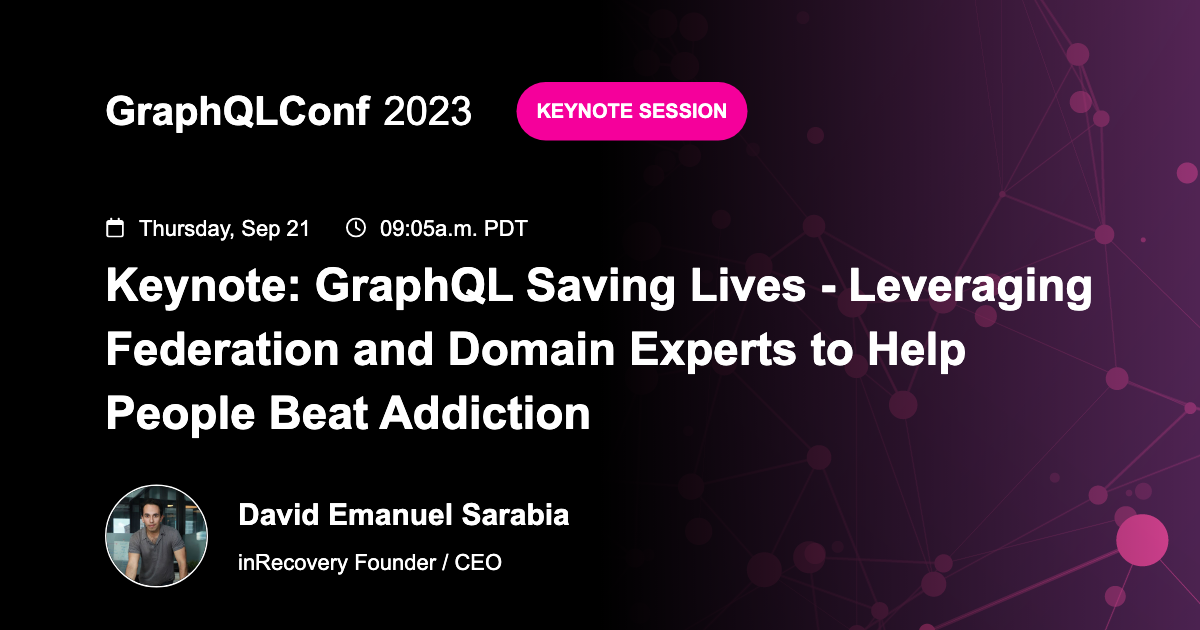 GraphQLConf 2023
KEYNOTE SESSION
Thursday, Sep 21 09:05a.m. PDT
Keynote: GraphQL Saving Lives - Leveraging
Federation and Domain Experts to Help
People Beat Addiction
David Emanuel Sarabia
inRecovery Founder / CEO